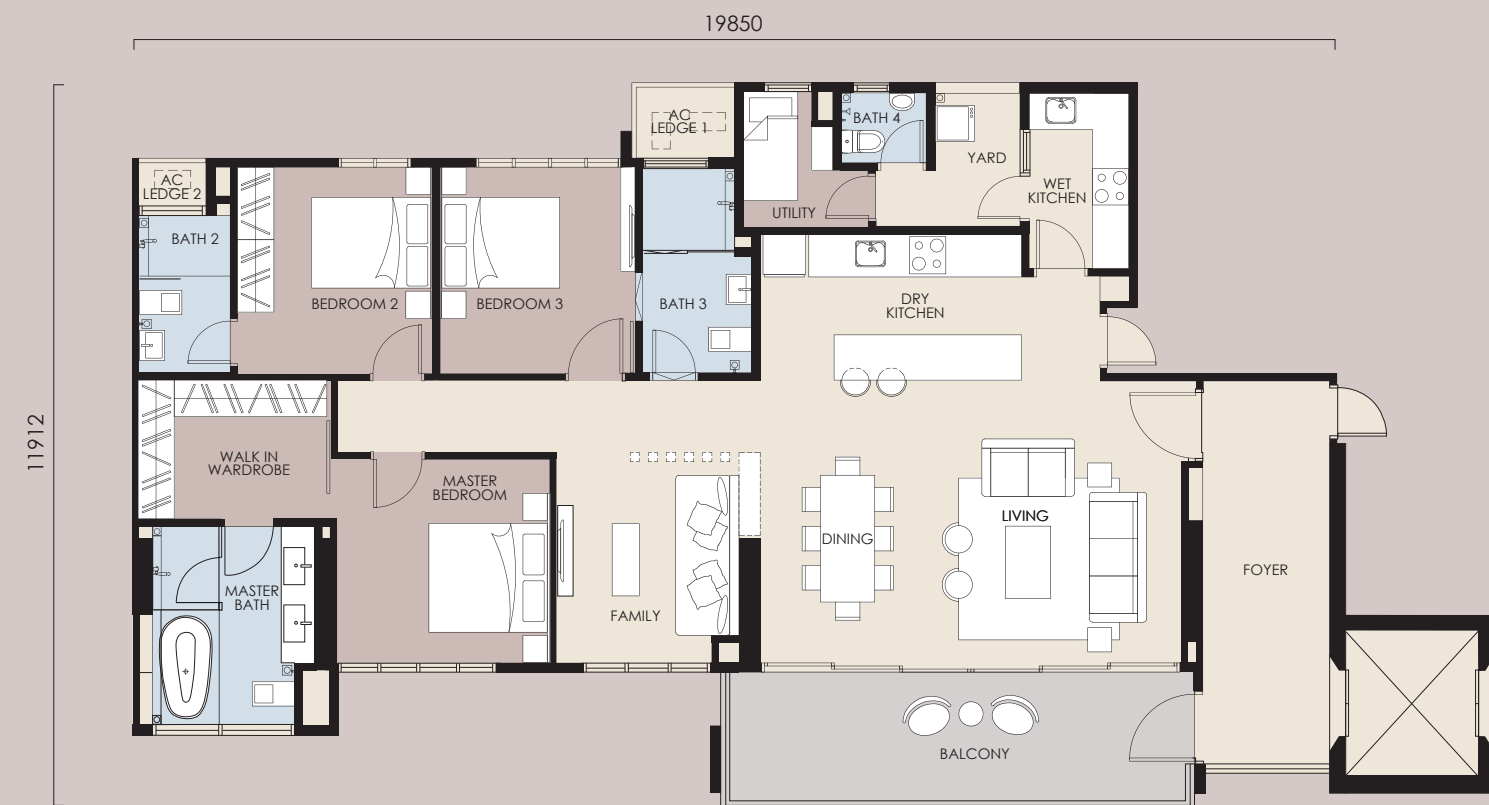 19850
11912
AC
LEDGE 1
BATH 4
YARD
AC
LEDGE 2
WET
KITCHEN
UTILITY
BATH 2
BEDROOM 2
BEDROOM 3
BATH 3
DRY
KITCHEN
WALK IN
WARDROBE
MASTER
BEDROOM
LIVING
DINING
FOYER
MASTER
BATH
FAMILY
BALCONY